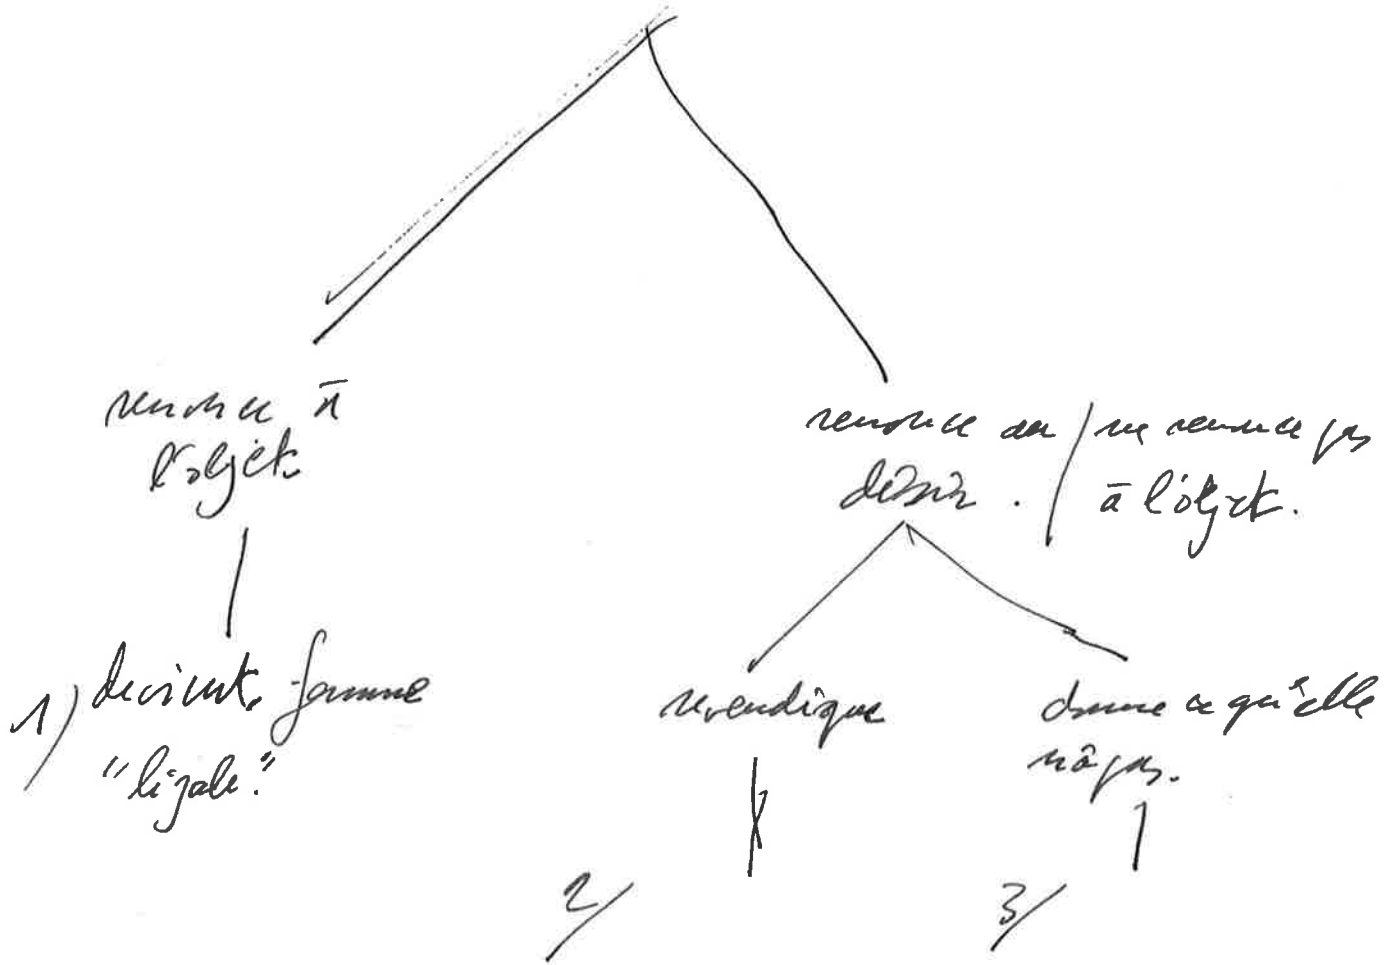 renonce à
l'objet.
1) devient femme
"légale".
renonce au
désir.
/ ne renonce pas
à l'objet.
revendique
donne ce qu'elle
n'a pas.
2/
3/